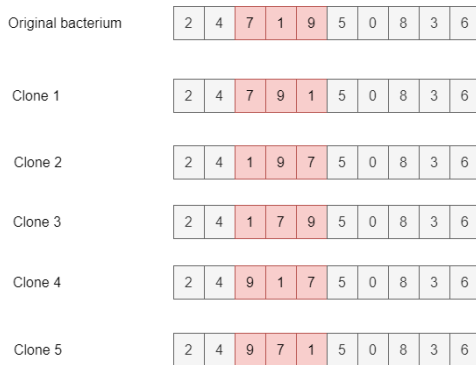 Original bacterium 2 4 7 1 9 5 0 8 3 6
Clone 1 2 4 7 9 1 5 0 8 3 6
Clone 2 2 4 1 9 7 5 0 8 3 6
Clone 3 2 4 1 7 9 5 0 8 3 6
Clone 4 2 4 9 1 7 5 0 8 3 6
Clone 5 2 4 9 7 1 5 0 8 3 6